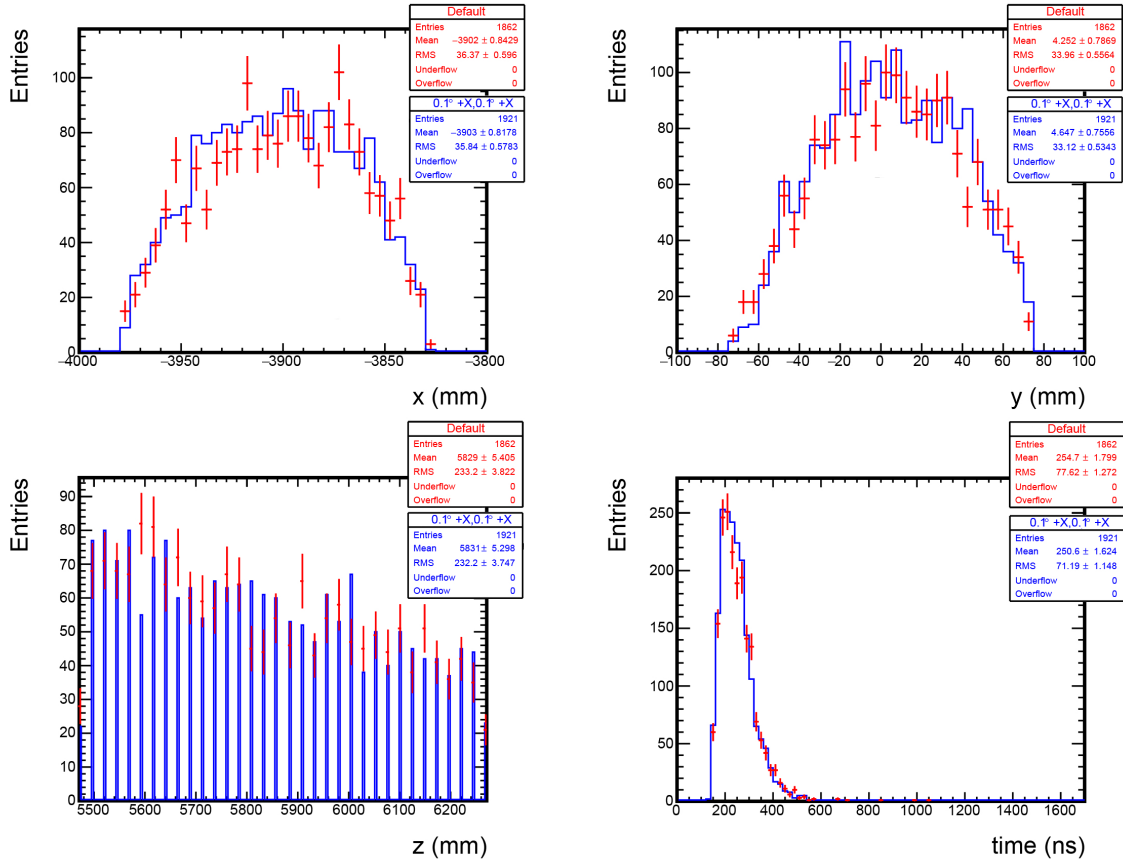 Entries
Default
Entries 1862
Mean −3902 ± 0.8429
RMS 36.37 ± 0.596
Underflow 0
Overflow 0
0.1° +X,0.1° +X
Entries 1921
Mean −3903 ± 0.8178
RMS 35.84 ± 0.5783
Underflow 0
Overflow 0
100
80
60
40
20
0
−4000 −3950 −3900 −3850 −3800
x (mm)
Entries
Default
Entries 1862
Mean 4.252 ± 0.7869
RMS 33.96 ± 0.5564
Underflow 0
Overflow 0
0.1° +X,0.1° +X
Entries 1921
Mean 4.647 ± 0.7556
RMS 33.12 ± 0.5343
Underflow 0
Overflow 0
100
80
60
40
20
0
−100 −80 −60 −40 −20 0 20 40 60 80 100
y (mm)
Entries
Default
Entries 1862
Mean 5829 ± 5.405
RMS 233.2 ± 3.822
Underflow 0
Overflow 0
0.1° +X,0.1° +X
Entries 1921
Mean 5831 ± 5.298
RMS 232.2 ± 3.747
Underflow 0
Overflow 0
90
80
70
60
50
40
30
20
10
0
5500 5600 5700 5800 5900 6000 6100 6200
z (mm)
Entries
Default
Entries 1862
Mean 254.7 ± 1.799
RMS 77.62 ± 1.272
Underflow 0
Overflow 0
0.1° +X,0.1° +X
Entries 1921
Mean 250.6 ± 1.624
RMS 71.19 ± 1.148
Underflow 0
Overflow 0
250
200
150
100
50
0
0 200 400 600 800 1000 1200 1400 1600
time (ns)